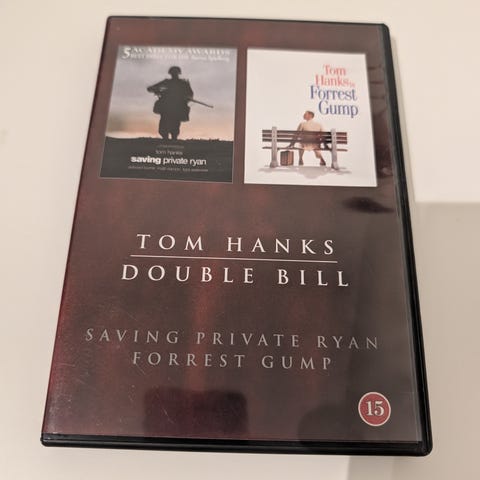 5 ACADEMY AWARDS
tom hanks
saving private ryan
Tom
Hanks is
Forrest
Gump
TOM HANKS
DOUBLE BILL
SAVING PRIVATE RYAN
FORREST GUMP
15